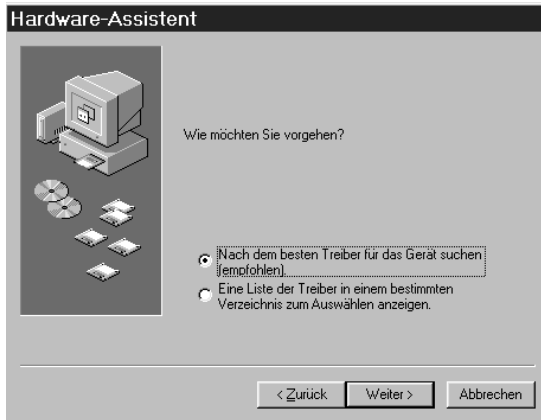 Hardware-Assistent
Wie möchten Sie vorgehen?
Nach dem besten Treiber für das Gerät suchen
(empfohlen).
Eine Liste der Treiber in einem bestimmten
Verzeichnis zum Auswählen anzeigen.
< Zurück
Weiter >
Abbrechen